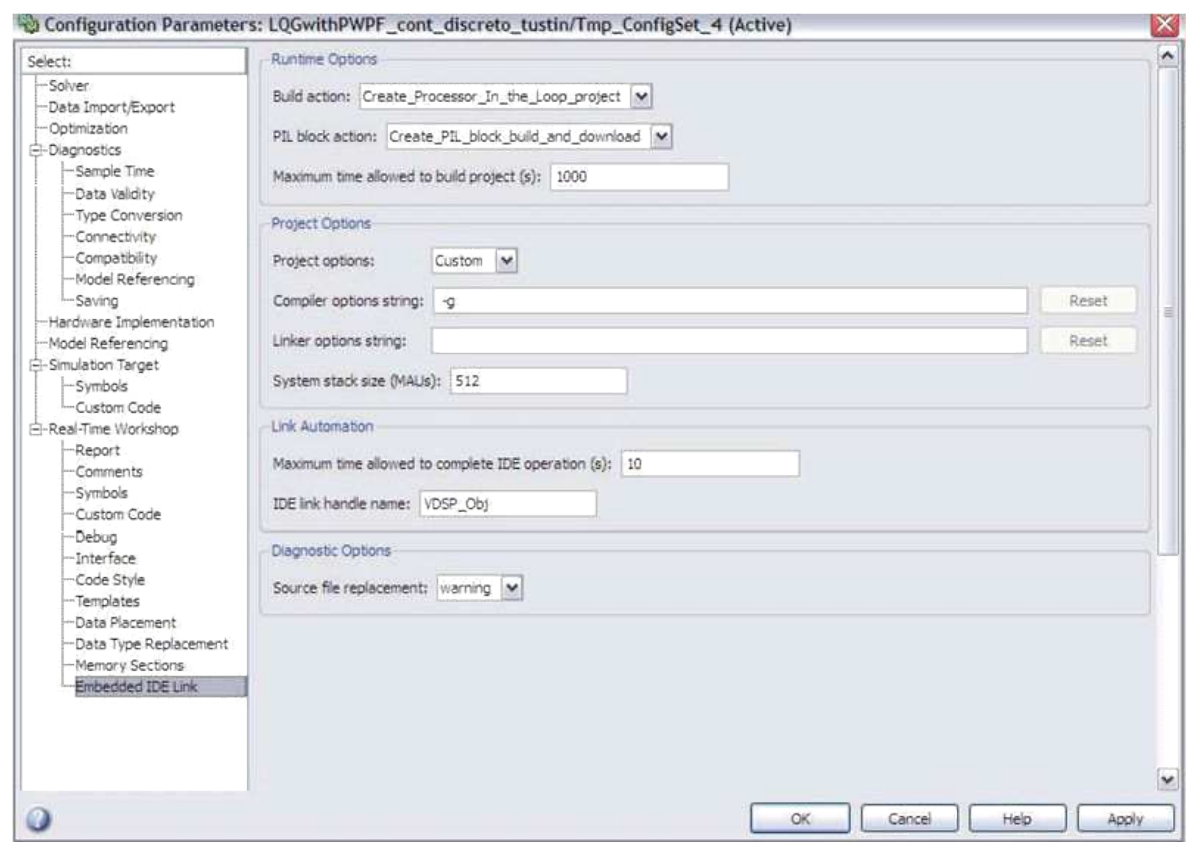 Configuration Parameters: LQGwithPWPF_cont_discreto_tustin/Tmp_ConfigSet_4 (Active)
Select:
Solver
Data Import/Export
Optimization
Diagnostics
Sample Time
Data Validity
Type Conversion
Connectivity
Compatibility
Model Referencing
Saving
Hardware Implementation
Model Referencing
Simulation Target
Symbols
Custom Code
Real-Time Workshop
Report
Comments
Symbols
Custom Code
Debug
Interface
Code Style
Templates
Data Placement
Data Type Replacement
Memory Sections
Embedded IDE Link
Runtime Options
Build action: Create_Processor_In_the_Loop_project
PIL block action: Create_PIL_block_build_and_download
Maximum time allowed to build project (s): 1000
Project Options
Project options: Custom
Compiler options string: -g Reset
Linker options string: Reset
System stack size (MAUs): 512
Link Automation
Maximum time allowed to complete IDE operation (s): 10
IDE link handle name: VDSP_Obj
Diagnostic Options
Source file replacement: warning
OK Cancel Help Apply